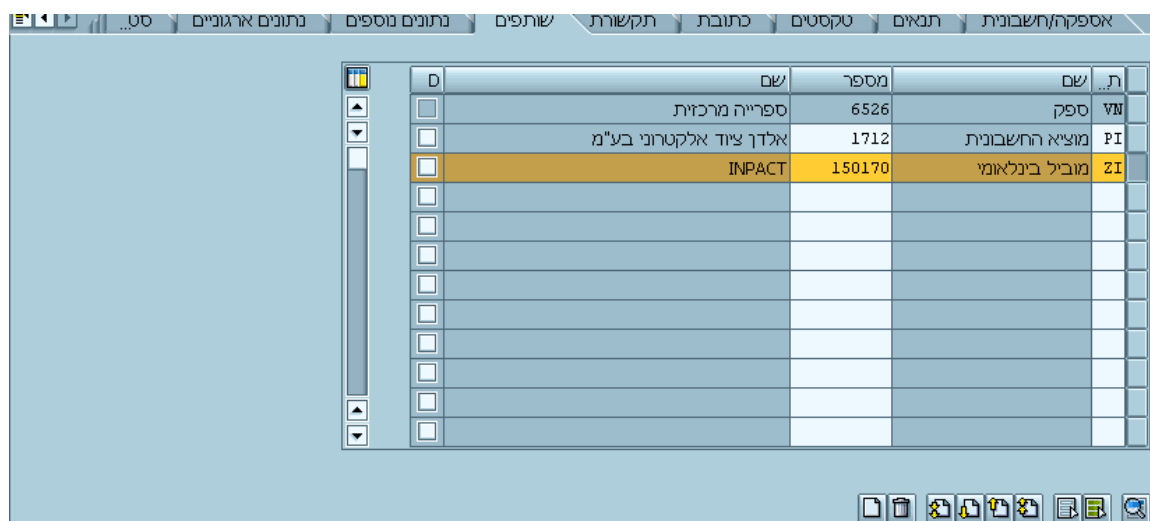 אספקה/חשבונית תנאים טקסטים כתובת תקשורת שותפים נתונים נוספים נתונים ארגוניים סט...
ת.. שם מספר שם D
VN ספק 6526 ספרייה מרכזית
PI מוציא החשבונית 1712 אלדן ציוד אלקטרוני בע"מ
ZI מוביל בינלאומי 150170 INPACT